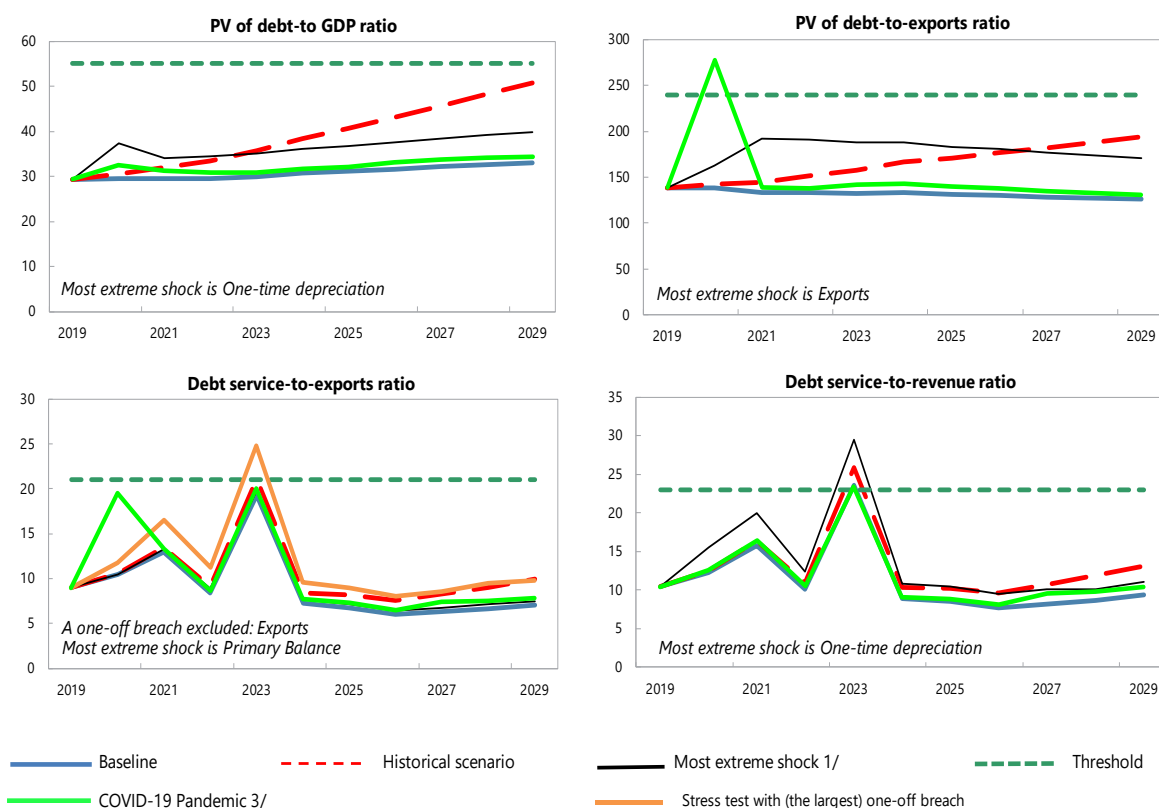 PV of debt-to GDP ratio
60
50
40
30
20
10
0
Most extreme shock is One-time depreciation
2019 2021 2023 2025 2027 2029
PV of debt-to-exports ratio
300
250
200
150
100
50
0
Most extreme shock is Exports
2019 2021 2023 2025 2027 2029
Debt service-to-exports ratio
30
25
20
15
10
5
0
A one-off breach excluded: Exports
Most extreme shock is Primary Balance
2019 2021 2023 2025 2027 2029
Debt service-to-revenue ratio
35
30
25
20
15
10
5
0
Most extreme shock is One-time depreciation
2019 2021 2023 2025 2027 2029
Baseline Historical scenario Most extreme shock 1/ Threshold
COVID-19 Pandemic 3/ Stress test with (the largest) one-off breach